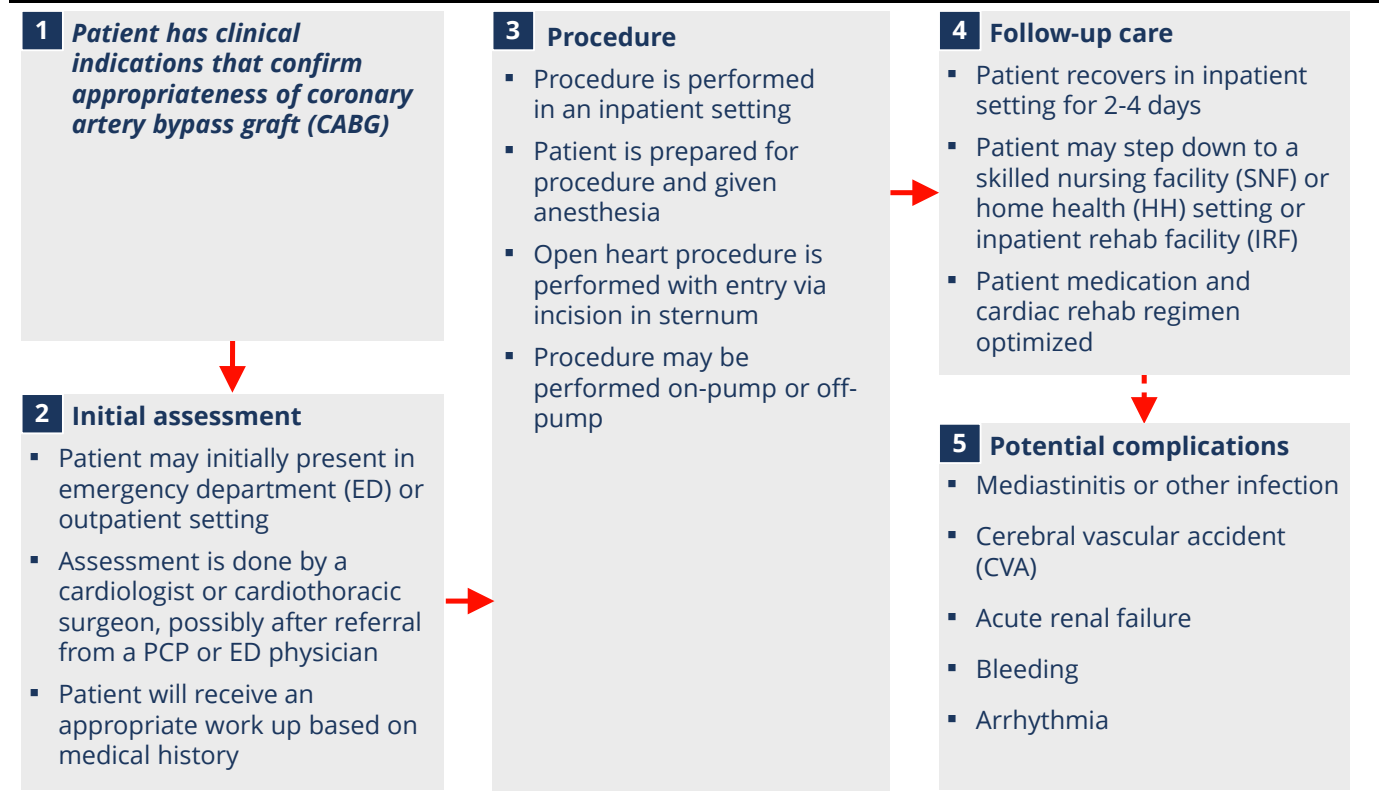 1 Patient has clinical
indications that confirm
appropriateness of coronary
artery bypass graft (CABG)
2 Initial assessment
▪ Patient may initially present in
emergency department (ED) or
outpatient setting
▪ Assessment is done by a
cardiologist or cardiothoracic
surgeon, possibly after referral
from a PCP or ED physician
▪ Patient will receive an
appropriate work up based on
medical history
3 Procedure
▪ Procedure is performed
in an inpatient setting
▪ Patient is prepared for
procedure and given
anesthesia
▪ Open heart procedure is
performed with entry via
incision in sternum
▪ Procedure may be
performed on-pump or off-
pump
4 Follow-up care
▪ Patient recovers in inpatient
setting for 2-4 days
▪ Patient may step down to a
skilled nursing facility (SNF) or
home health (HH) setting or
inpatient rehab facility (IRF)
▪ Patient medication and
cardiac rehab regimen
optimized
5 Potential complications
▪ Mediastinitis or other infection
▪ Cerebral vascular accident
(CVA)
▪ Acute renal failure
▪ Bleeding
▪ Arrhythmia